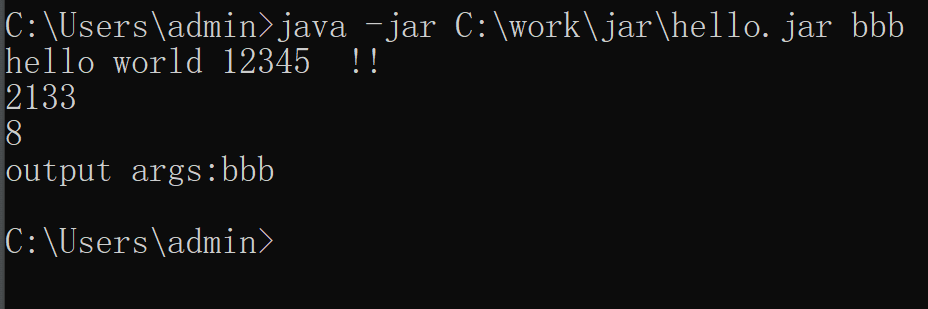 C:\Users\admin>java -jar C:\work\jar\hello.jar bbb
hello world 12345  !!
2133
8
output args:bbb
C:\Users\admin>